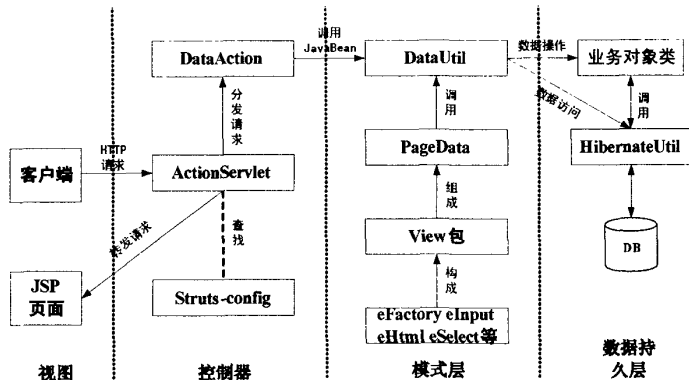 DataAction
调用
JavaBean
DataUtil
数据操作
业务对象类
分发请求
调用
数据访问
调用
客户端
HTTP
请求
ActionServlet
PageData
HibernateUtil
转发请求
查找
组成
View包
DB
JSP
页面
Struts-config
构成
eFactory eInput
eHtml eSelect等
视图
控制器
模式层
数据持
久层